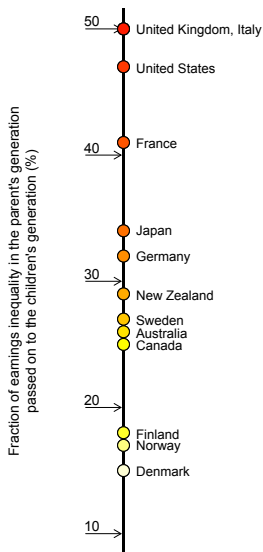 Fraction of earnings inequality in the parent's generation
passed on to the children's generation (%)
50
United Kingdom, Italy
United States
France
40
Japan
Germany
30
New Zealand
Sweden
Australia
Canada
20
Finland
Norway
Denmark
10